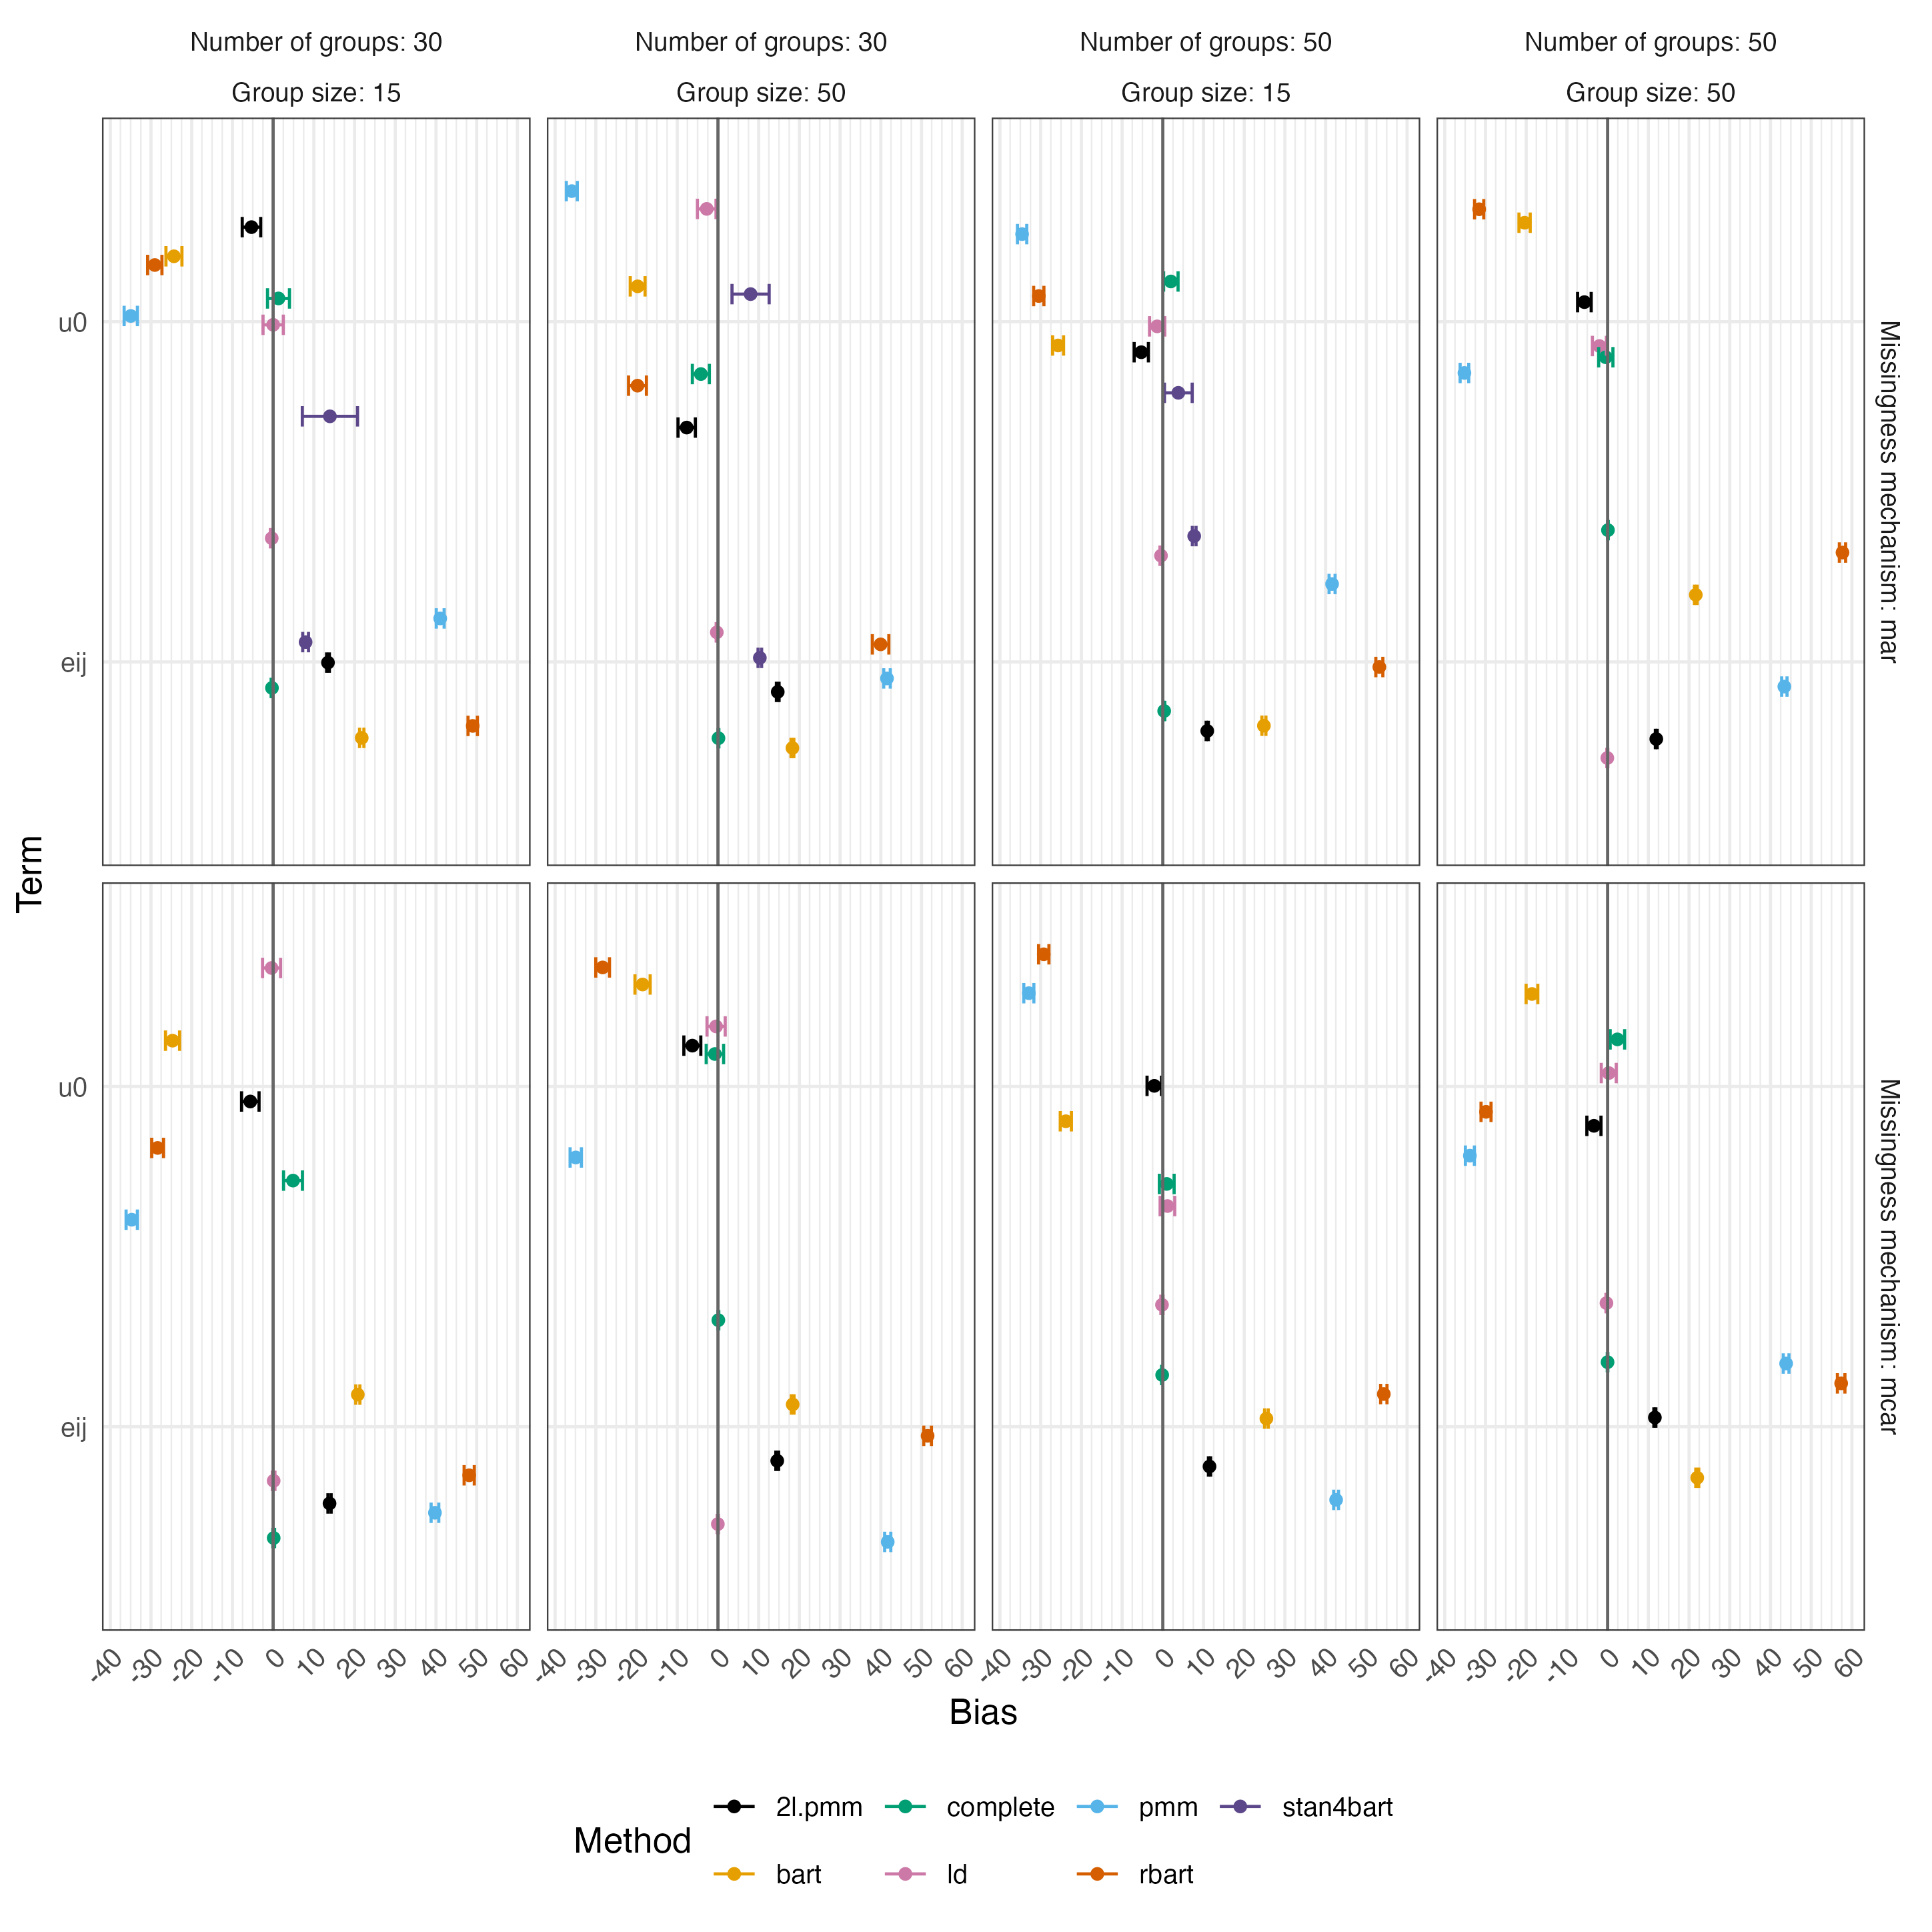 Number of groups: 30
Number of groups: 30
Number of groups: 50
Number of groups: 50
Group size: 15
Group size: 50
Group size: 15
Group size: 50
u0
eij
Missingness mechanism: mar
Term
u0
eij
Missingness mechanism: mcar
-40 -30 -20 -10 0 10 20 30 40 50 60
-40 -30 -20 -10 0 10 20 30 40 50 60
-40 -30 -20 -10 0 10 20 30 40 50 60
-40 -30 -20 -10 0 10 20 30 40 50 60
Bias
Method
2l.pmm complete pmm stan4bart
bart ld rbart